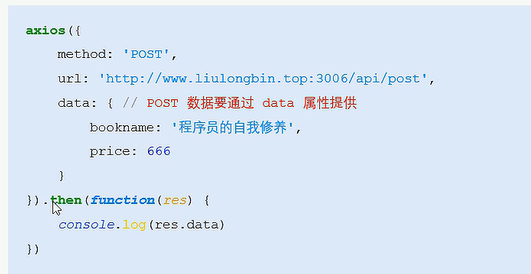 axios({
    method: 'POST',
    url: 'http://www.liulongbin.top:3006/api/post',
    data: { // POST 数据要通过 data 属性提供
        bookname: '程序员的自我修养',
        price: 666
    }
}).then(function(res) {
    console.log(res.data)
})